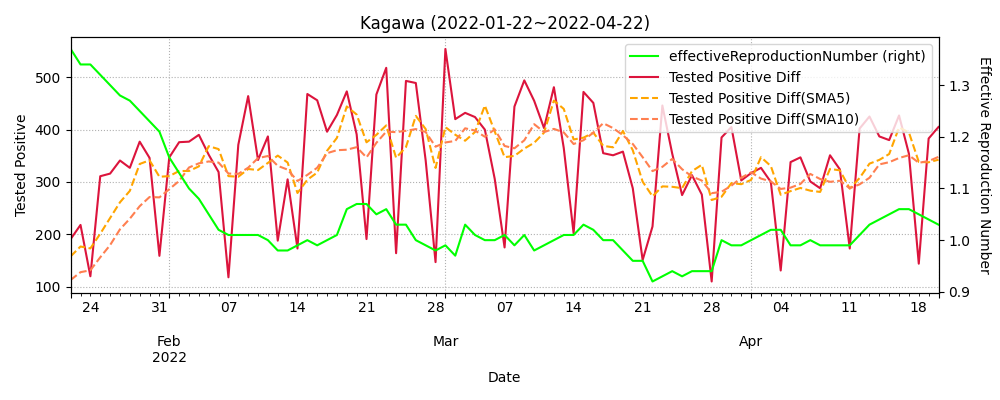 Kagawa (2022-01-22~2022-04-22)
effectiveReproductionNumber (right)
Tested Positive Diff
Tested Positive Diff(SMA5)
Tested Positive Diff(SMA10)
Tested Positive
500
400
300
200
100
1.3
1.2
1.1
1.0
0.9
Effective Reproduction Number
24 31 07 14 21 28 07 14 21 28 04 11 18
Feb Mar Apr
2022
Date